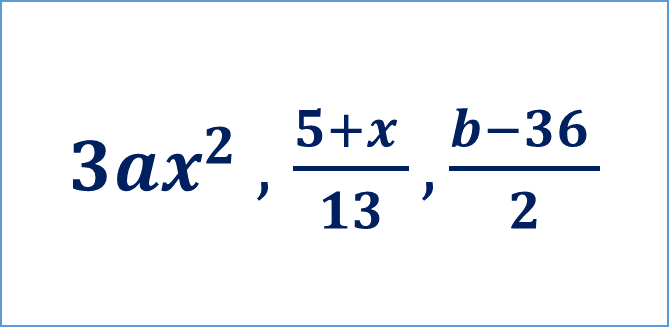 3ax² , (5+x)/13 , (b−36)/2